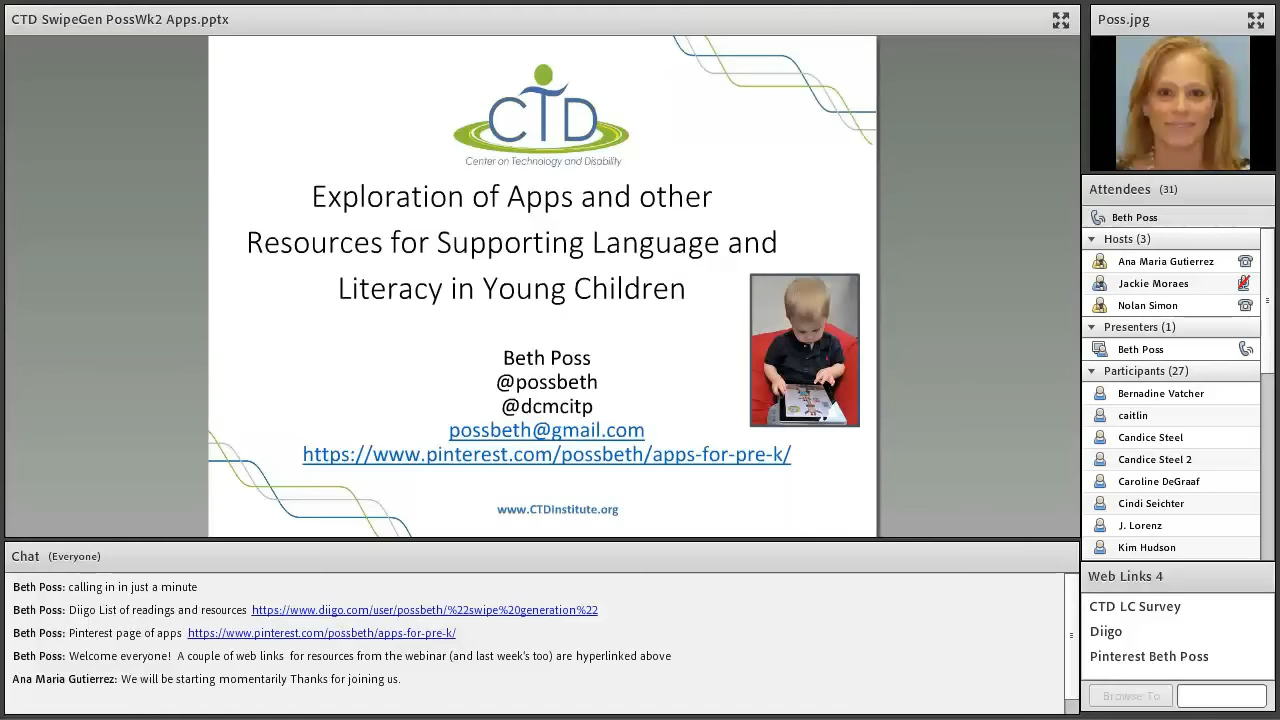 CTD SwipeGen PossWk2 Apps.pptx
CTD
Center on Technology and Disability
Exploration of Apps and other
Resources for Supporting Language and
Literacy in Young Children
Beth Poss
@possbeth
@dcmcitp
possbeth@gmail.com
https://www.pinterest.com/possbeth/apps-for-pre-k/
www.CTDInstitute.org
Chat (Everyone)
Beth Poss: calling in in just a minute
Beth Poss: Diigo List of readings and resources https://www.diigo.com/user/possbeth/%22swipe%20generation%22
Beth Poss: Pinterest page of apps https://www.pinterest.com/possbeth/apps-for-pre-k/
Beth Poss: Welcome everyone! A couple of web links for resources from the webinar (and last week's too) are hyperlinked above
Ana Maria Gutierrez: We will be starting momentarily Thanks for joining us.
Poss.jpg
Attendees (31)
Beth Poss
Hosts (3)
Ana Maria Gutierrez
Jackie Moraes
Nolan Simon
Presenters (1)
Beth Poss
Participants (27)
Bernadine Vatcher
caitlin
Candice Steel
Candice Steel 2
Caroline DeGraaf
Cindi Seichter
J. Lorenz
Kim Hudson
Web Links 4
CTD LC Survey
Diigo
Pinterest Beth Poss
Browse To